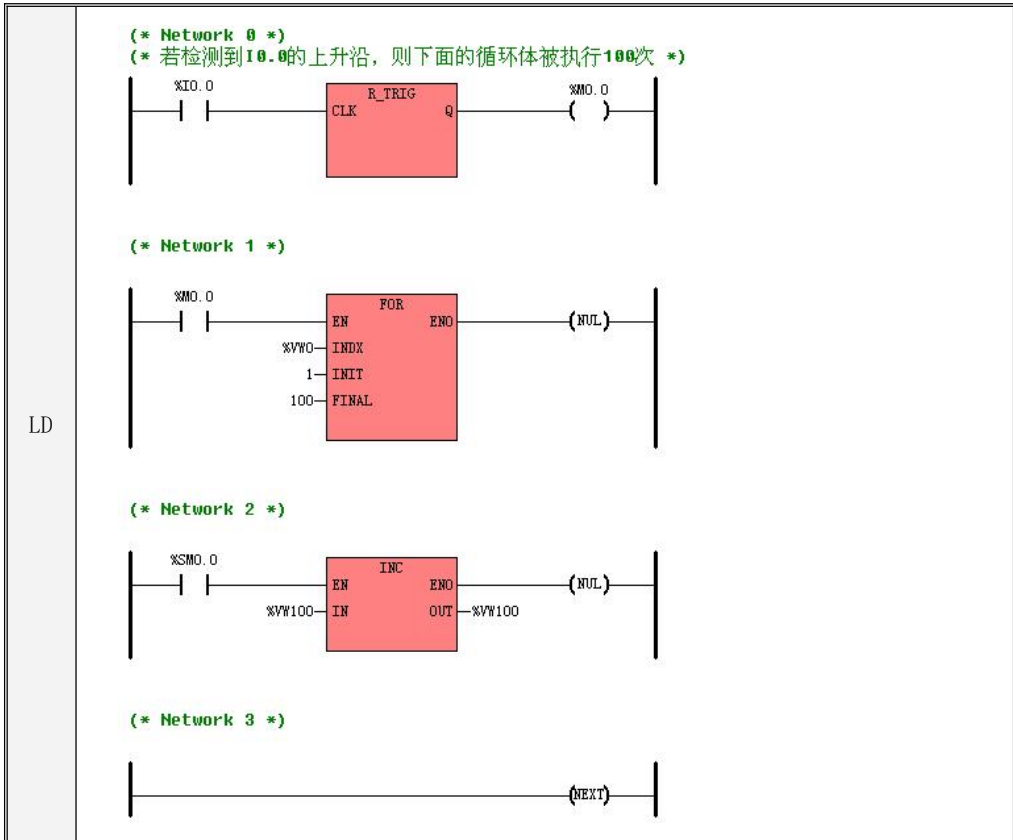 (* Network 0 *)
(* 若检测到I0.0的上升沿，则下面的循环体被执行100次 *)
%I0.0
R_TRIG
%M0.0
CLK
Q
( )
(* Network 1 *)
%M0.0
FOR
EN
ENO
(NUL)
%VW0
INDX
1
INIT
100
FINAL
LD
(* Network 2 *)
%SM0.0
INC
EN
ENO
(NUL)
%VW100
IN
OUT
%VW100
(* Network 3 *)
(NEXT)